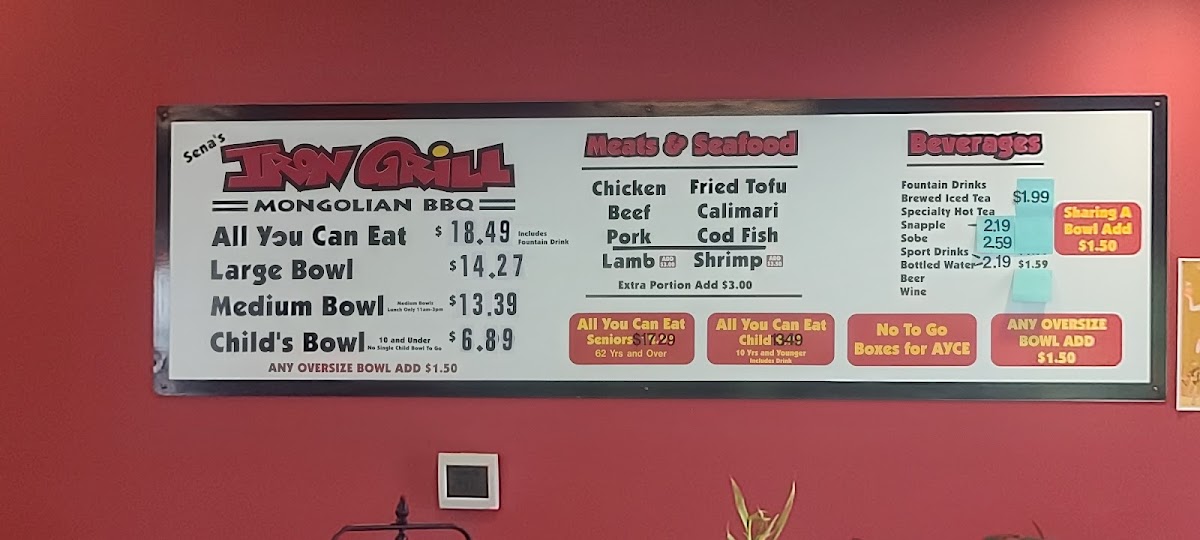 Sena's
IRON GRILL
MONGOLIAN BBQ
All You Can Eat $18.49 Includes Fountain Drink
Large Bowl $14.27
Medium Bowl Medium Bowls Lunch Only 11am-3pm $13.39
Child's Bowl 10 and Under No Single Child Bowl To Go $6.89
ANY OVERSIZE BOWL ADD $1.50
Meats & Seafood
Chicken Fried Tofu
Beef Calimari
Pork Cod Fish
Lamb ADD Shrimp ADD
Extra Portion Add $3.00
All You Can Eat
Seniors $17.29
62 Yrs and Over
All You Can Eat
Child 13.49
10 Yrs and Younger
Includes Drink
No To Go
Boxes for AYCE
Beverages
Fountain Drinks
Brewed Iced Tea $1.99
Specialty Hot Tea
Snapple 2.19
Sobe 2.59
Sport Drinks
Bottled Water 2.19 $1.59
Beer
Wine
Sharing A
Bowl Add
$1.50
ANY OVERSIZE
BOWL ADD
$1.50